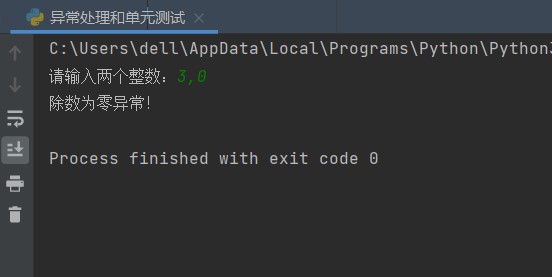 异常处理和单元测试
C:\Users\dell\AppData\Local\Programs\Python\Python3
请输入两个整数：3,0
除数为零异常!
Process finished with exit code 0